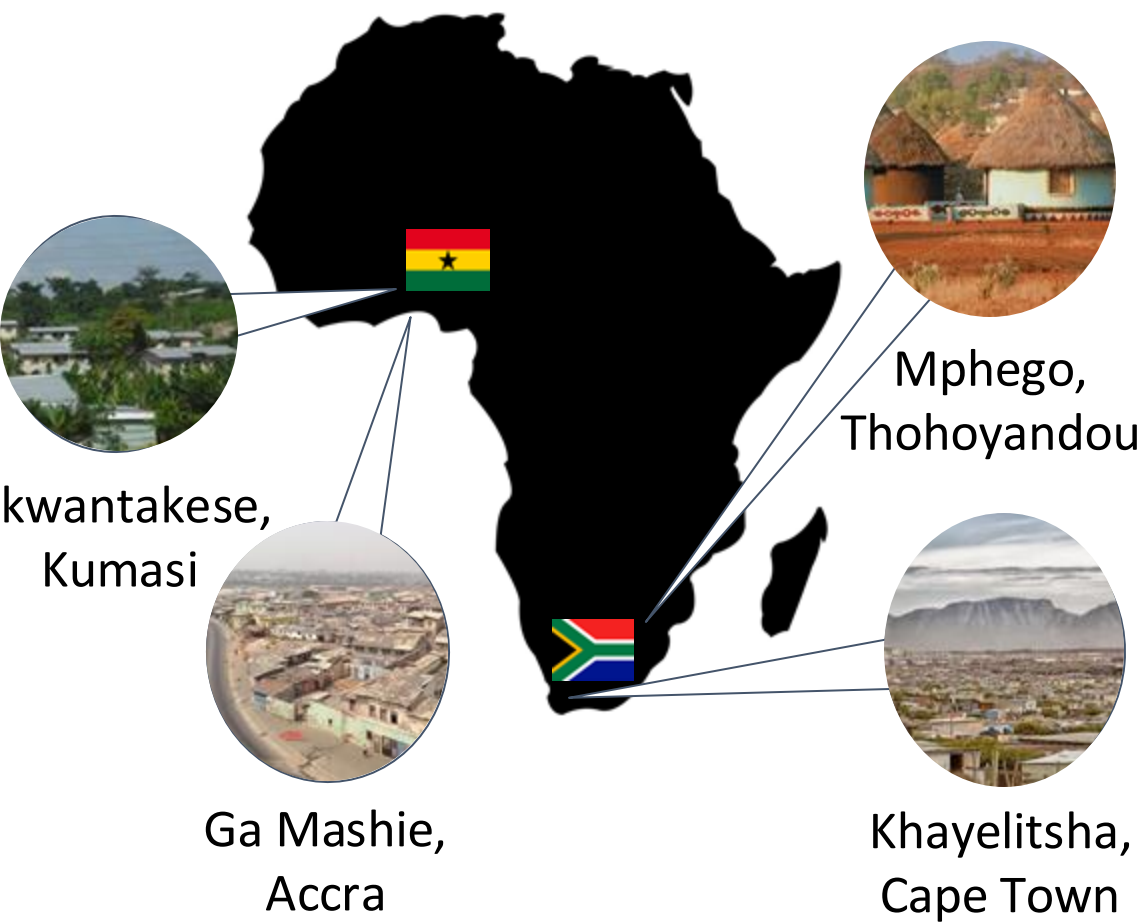 Mphego,
Thohoyandou
kwantakese,
Kumasi
Ga Mashie,
Accra
Khayelitsha,
Cape Town